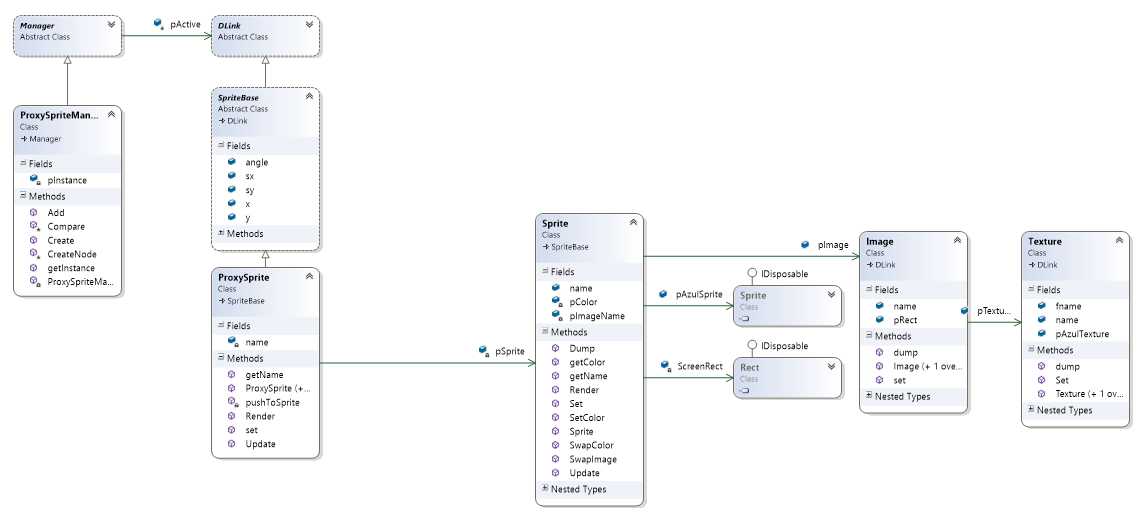 Manager
Abstract Class
pActive
DLink
Abstract Class
ProxySpriteMan...
Class
Manager
Fields
pInstance
Methods
Add
Compare
Create
CreateNode
getInstance
ProxySpriteMa...
SpriteBase
Abstract Class
DLink
Fields
angle
sx
sy
x
y
Methods
ProxySprite
Class
SpriteBase
Fields
name
Methods
getName
ProxySprite (+...
pushToSprite
Render
set
Update
pSprite
Sprite
Class
SpriteBase
Fields
name
pColor
pImageName
Methods
Dump
getColor
getName
Render
Set
SetColor
Sprite
SwapColor
SwapImage
Update
Nested Types
pImage
IDisposable
pAzulSprite
Sprite
Class
IDisposable
ScreenRect
Rect
Class
Image
Class
DLink
Fields
name
pRect
Methods
dump
Image (+ 1 ove...
set
Nested Types
pTextu...
Texture
Class
DLink
Fields
fname
name
pAzulTexture
Methods
dump
Set
Texture (+ 1 ov...
Nested Types